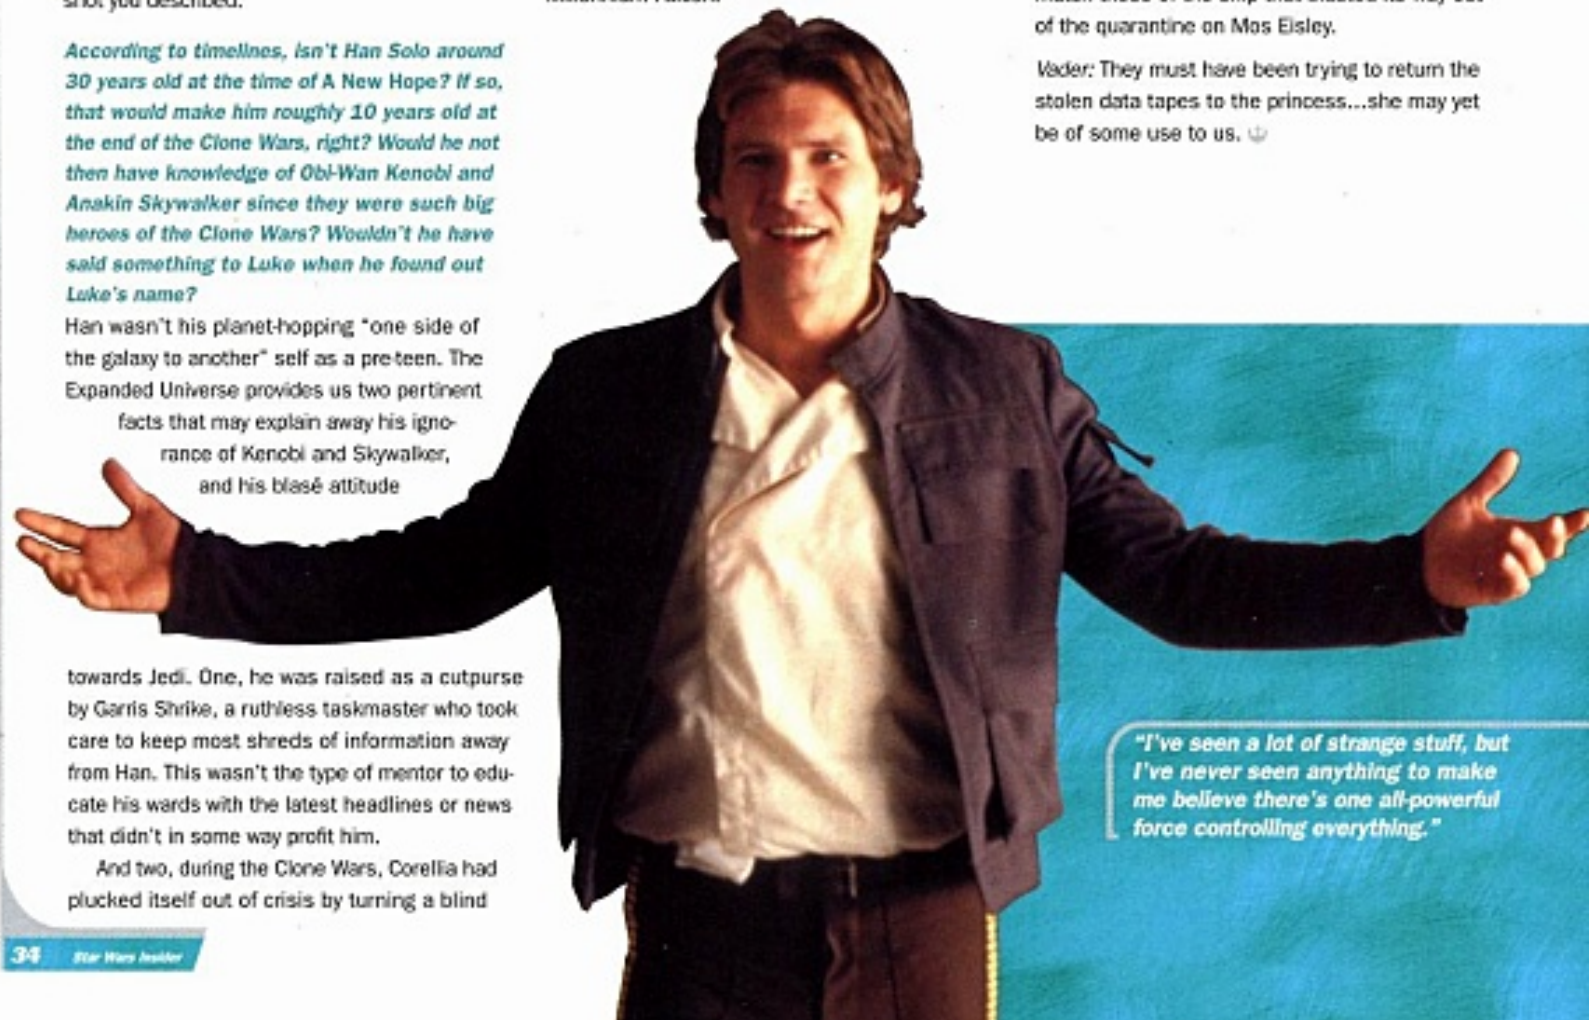 shot you described.
According to timelines, isn't Han Solo around
30 years old at the time of A New Hope? If so,
that would make him roughly 10 years old at
the end of the Clone Wars, right? Would he not
then have knowledge of Obi-Wan Kenobi and
Anakin Skywalker since they were such big
heroes of the Clone Wars? Wouldn't he have
said something to Luke when he found out
Luke's name?
Han wasn't his planet-hopping "one side of
the galaxy to another" self as a pre-teen. The
Expanded Universe provides us two pertinent
facts that may explain away his igno-
rance of Kenobi and Skywalker,
and his blasé attitude
towards Jedi. One, he was raised as a cutpurse
by Garris Shrike, a ruthless taskmaster who took
care to keep most shreds of information away
from Han. This wasn't the type of mentor to edu-
cate his wards with the latest headlines or news
that didn't in some way profit him.
And two, during the Clone Wars, Corellia had
plucked itself out of crisis by turning a blind
of the quarantine on Mos Eisley.
Vader: They must have been trying to return the
stolen data tapes to the princess...she may yet
be of some use to us.
"I've seen a lot of strange stuff, but
I've never seen anything to make
me believe there's one all-powerful
force controlling everything."
34 Star Wars Insider